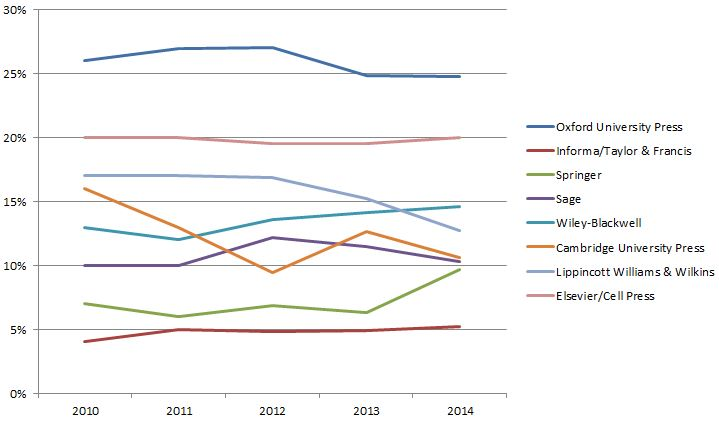 30%
25%
20%
15%
10%
5%
0%
2010 2011 2012 2013 2014
Oxford University Press
Informa/Taylor & Francis
Springer
Sage
Wiley-Blackwell
Cambridge University Press
Lippincott Williams & Wilkins
Elsevier/Cell Press